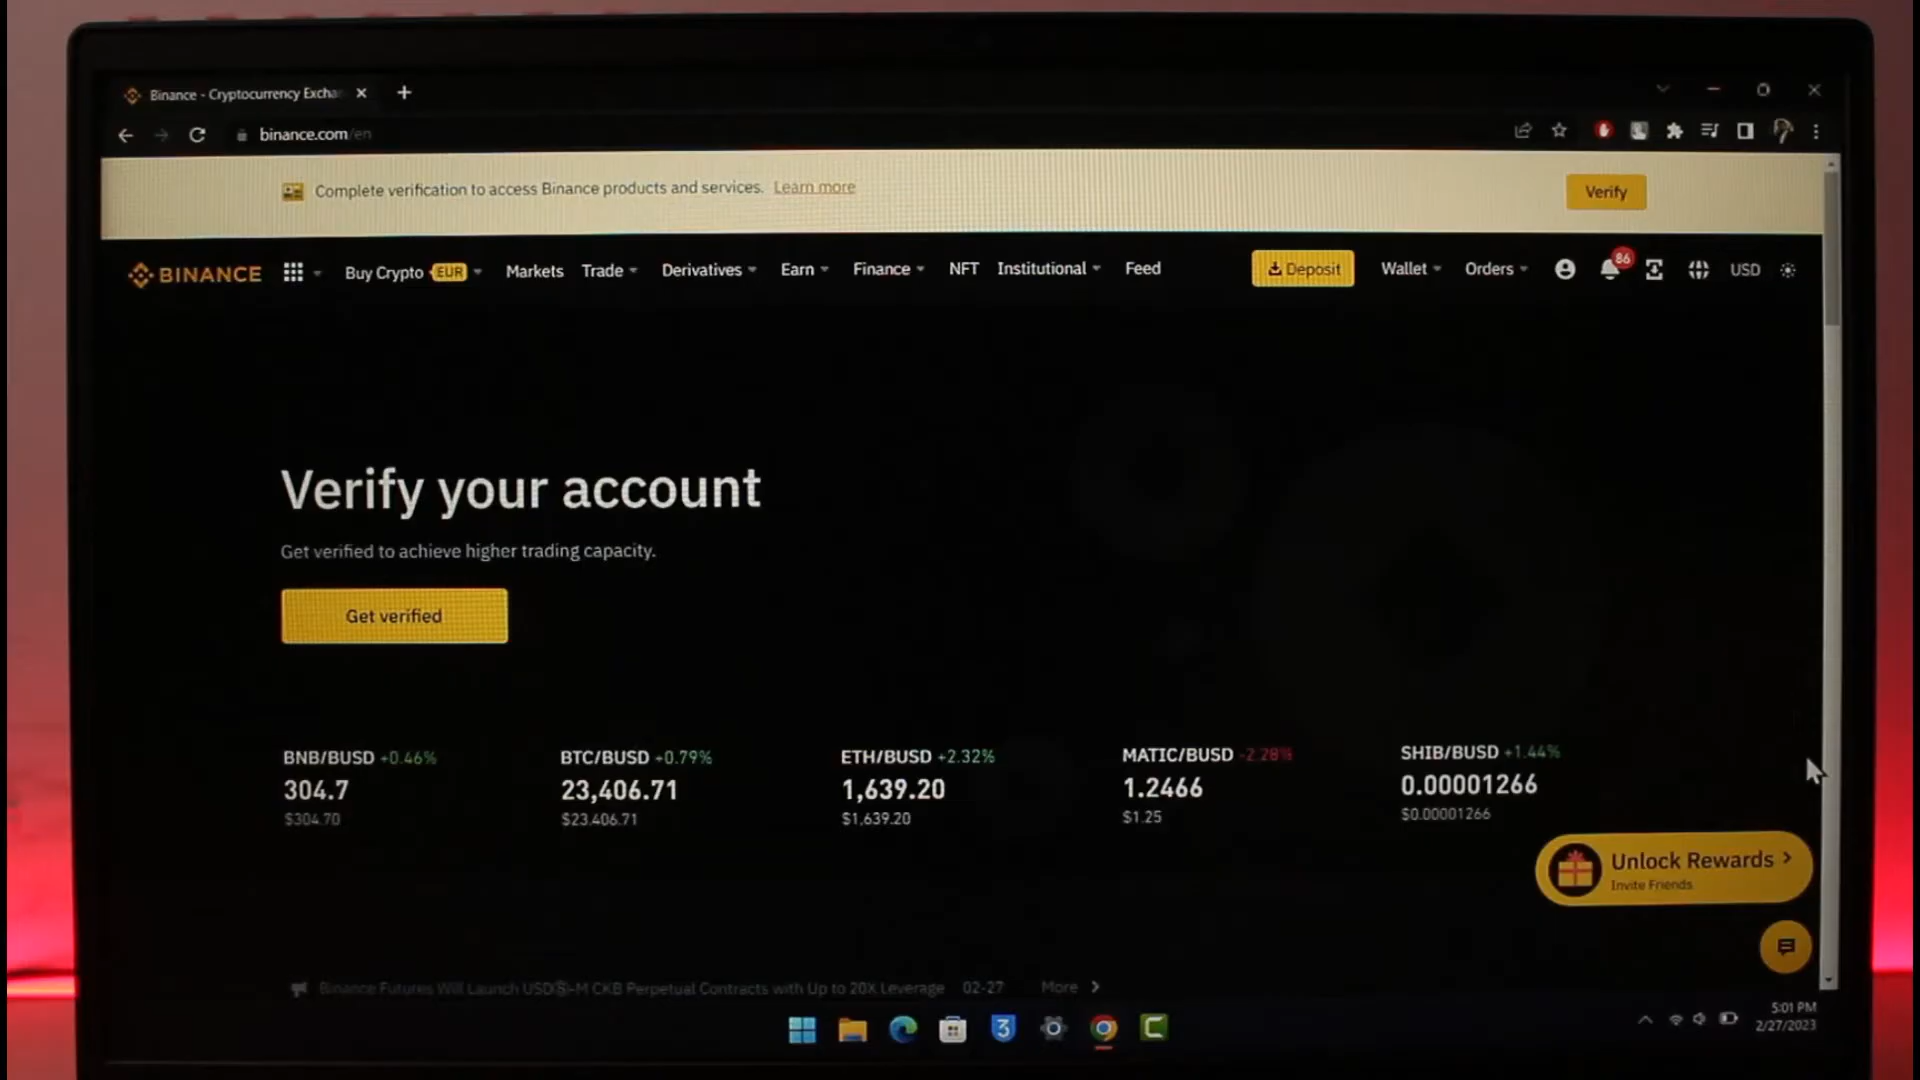 Binance - Cryptocurrency Excha
binance.com/en
Complete verification to access Binance products and services. Learn more
Verify
BINANCE
Buy Crypto EUR
Markets
Trade
Derivatives
Earn
Finance
NFT
Institutional
Feed
Deposit
Wallet
Orders
86
USD
Verify your account
Get verified to achieve higher trading capacity.
Get verified
BNB/BUSD +0.46%
304.7
$304.70
BTC/BUSD +0.79%
23,406.71
$23,406.71
ETH/BUSD +2.32%
1,639.20
$1,639.20
MATIC/BUSD -2.28%
1.2466
$1.25
SHIB/BUSD +1.44%
0.00001266
$0.00001266
Unlock Rewards
Invite Friends
Binance Futures Will Launch USDⓈ-M CKB Perpetual Contracts with Up to 20X Leverage 02-27 More
3
5:01 PM
2/27/2023